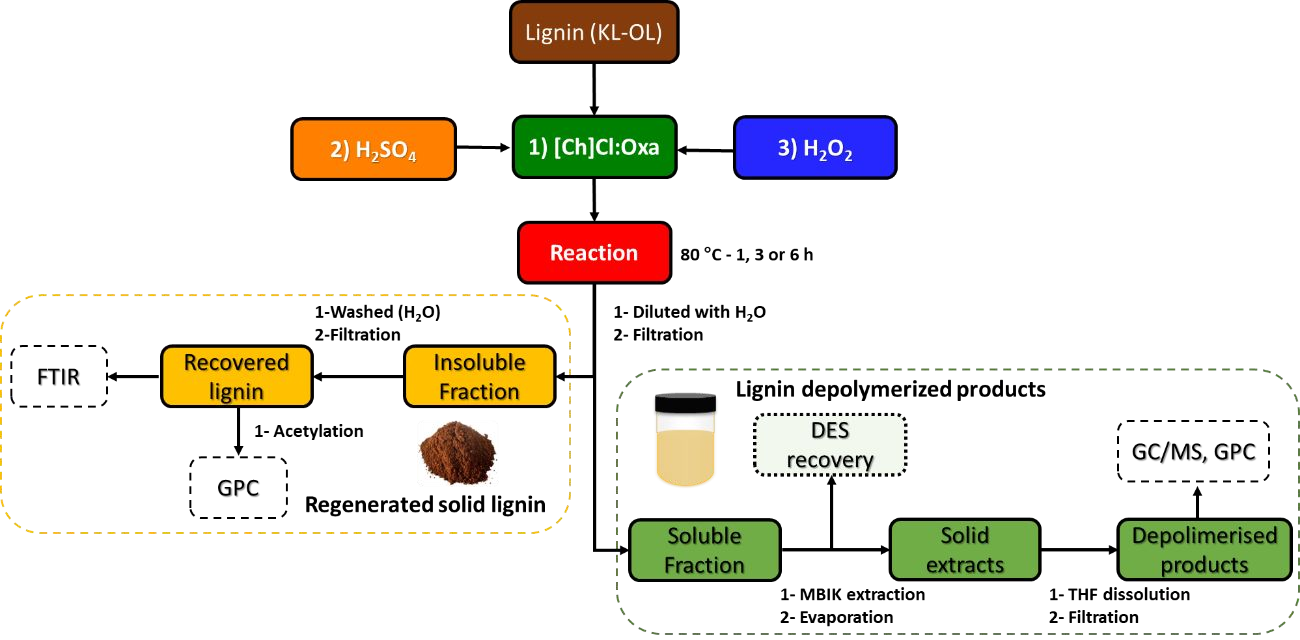 Lignin (KL-OL)
2) H₂SO₄
1) [Ch]Cl:Oxa
3) H₂O₂
Reaction
80 °C - 1, 3 or 6 h
1-Washed (H₂O)
2-Filtration
1- Diluted with H₂O
2- Filtration
FTIR
Recovered
lignin
Insoluble
Fraction
1- Acetylation
GPC
Regenerated solid lignin
Lignin depolymerized products
DES
recovery
GC/MS, GPC
Soluble
Fraction
Solid
extracts
Depolimerised
products
1- MBIK extraction
2- Evaporation
1- THF dissolution
2- Filtration